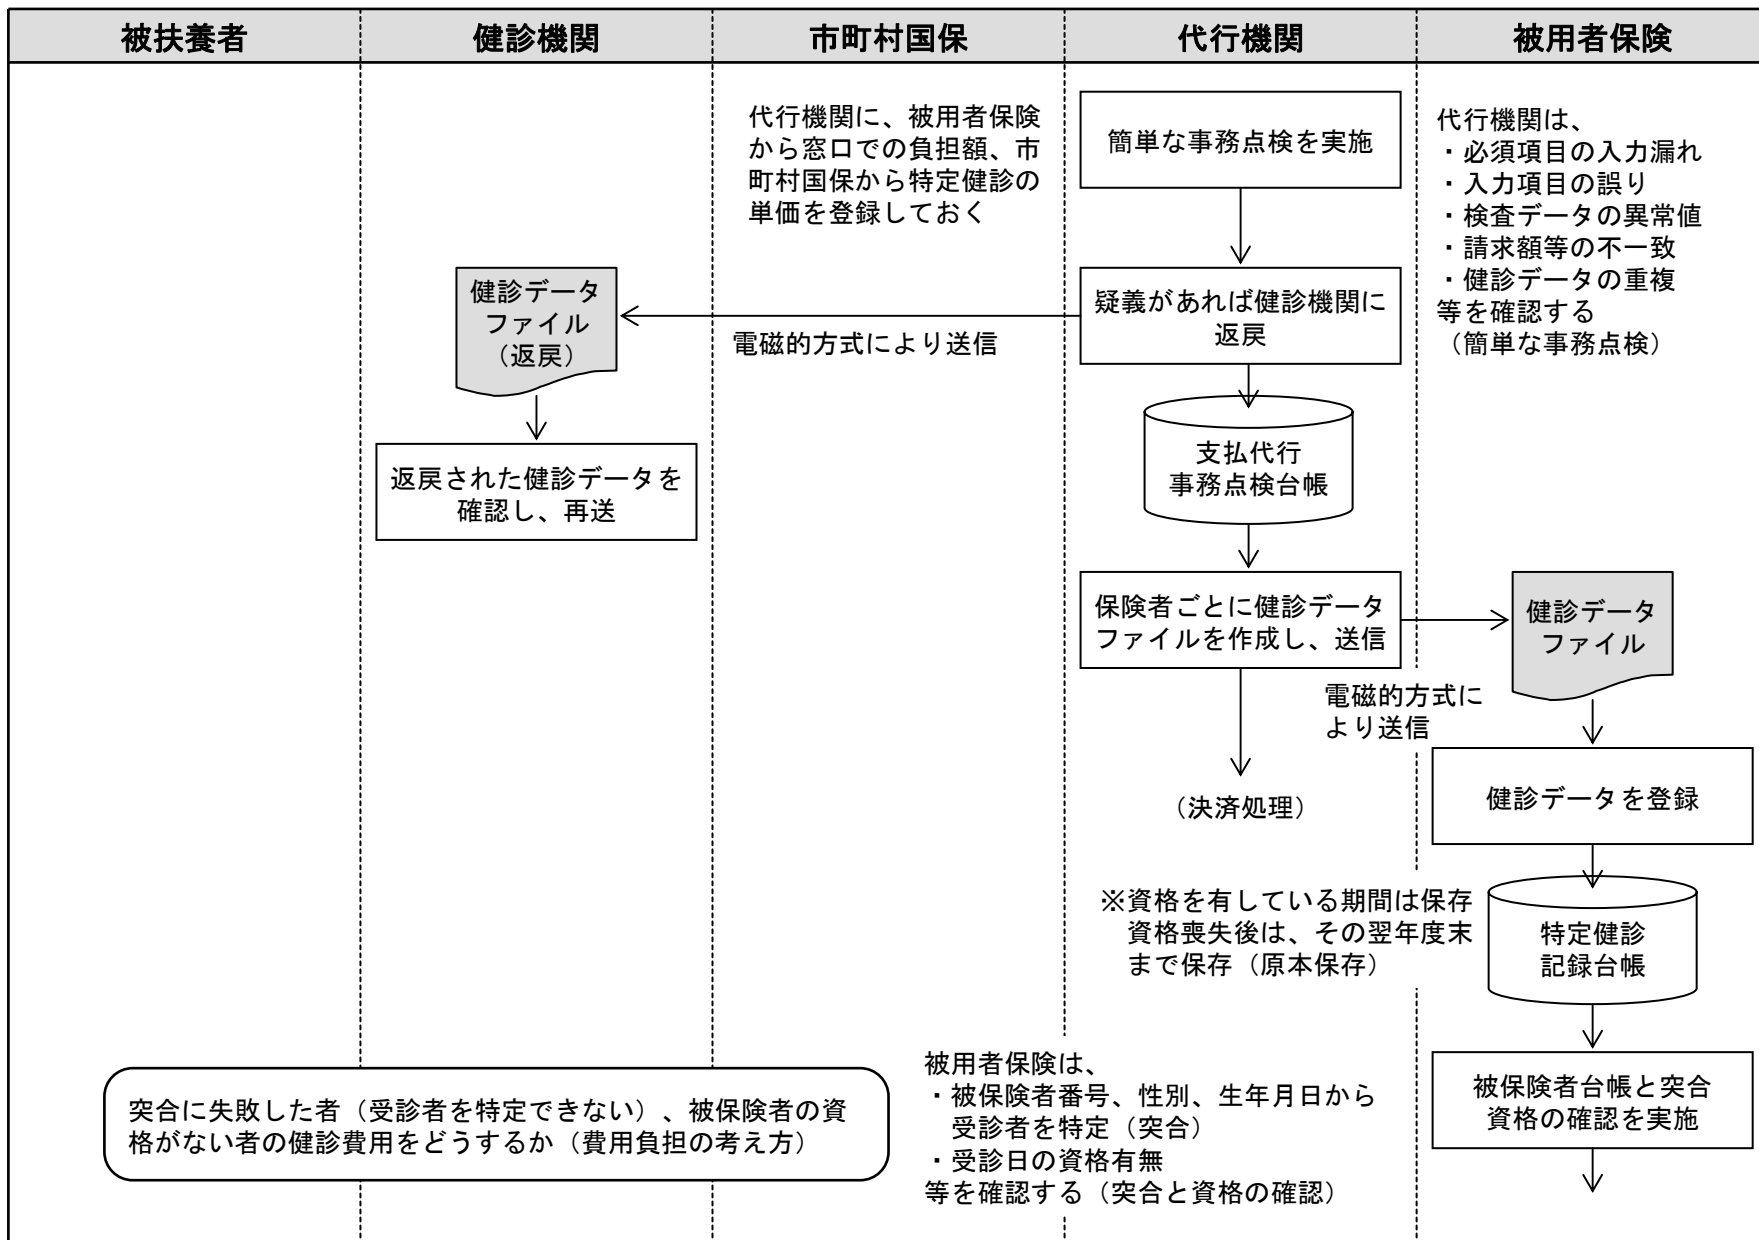 被扶養者
健診機関
市町村国保
代行機関
被用者保険
代行機関に、被用者保険
から窓口での負担額、市
町村国保から特定健診の
単価を登録しておく
簡単な事務点検を実施
代行機関は、
・必須項目の入力漏れ
・入力項目の誤り
・検査データの異常値
・請求額等の不一致
・健診データの重複
等を確認する
（簡単な事務点検）
健診データ
ファイル
（返戻）
電磁的方式により送信
疑義があれば健診機関に
返戻
返戻された健診データを
確認し、再送
支払代行
事務点検台帳
保険者ごとに健診データ
ファイルを作成し、送信
健診データ
ファイル
電磁的方式に
より送信
（決済処理）
健診データを登録
※資格を有している期間は保存
資格喪失後は、その翌年度末
まで保存（原本保存）
特定健診
記録台帳
突合に失敗した者（受診者を特定できない）、被保険者の資
格がない者の健診費用をどうするか（費用負担の考え方）
被用者保険は、
・被保険者番号、性別、生年月日から
受診者を特定（突合）
・受診日の資格有無
等を確認する（突合と資格の確認）
被保険者台帳と突合
資格の確認を実施